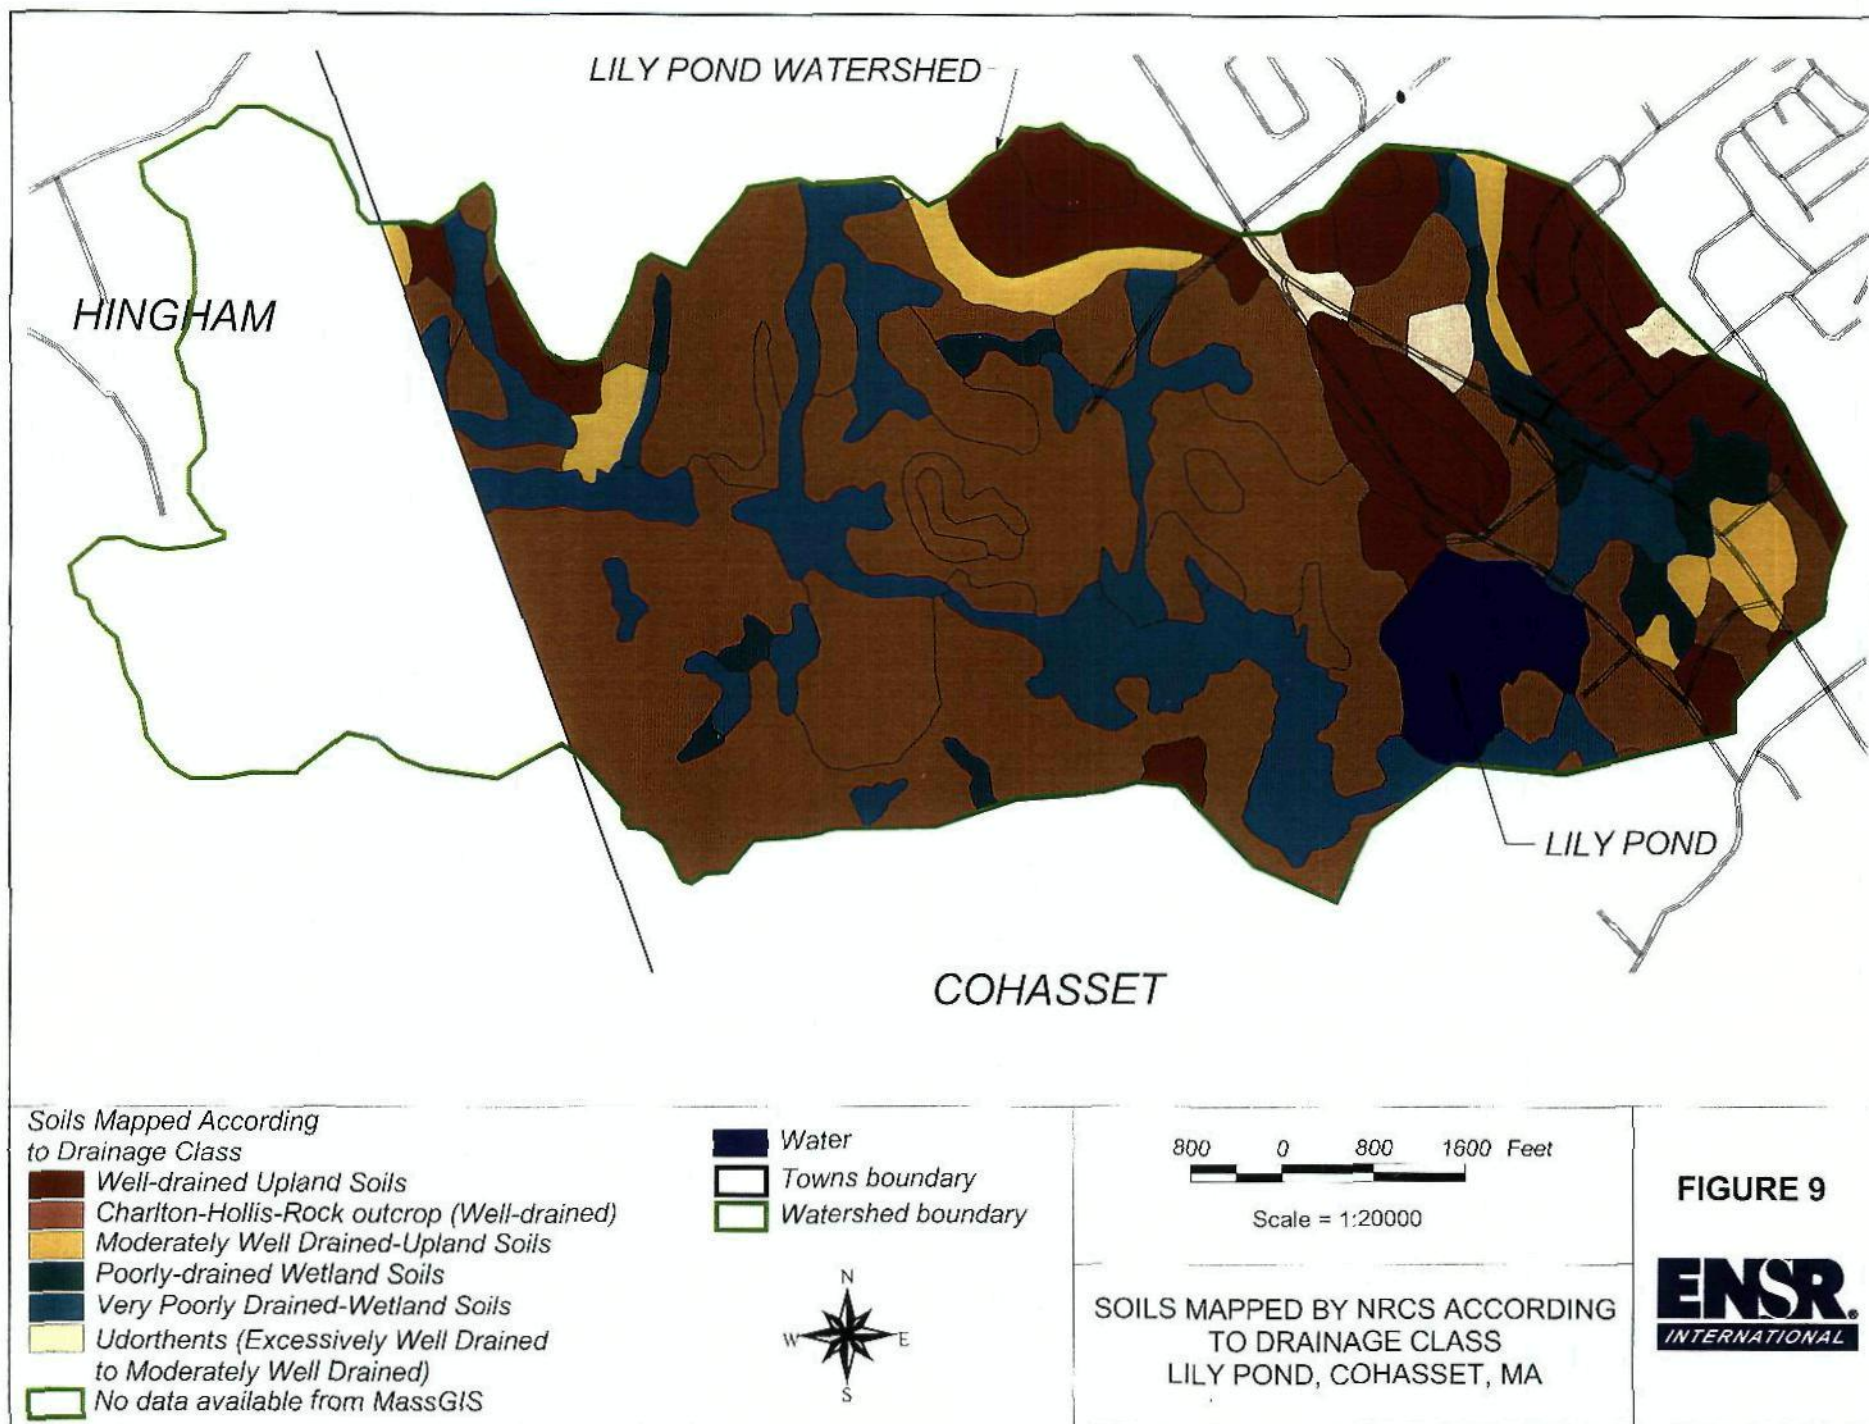 LILY POND WATERSHED
HINGHAM
LILY POND
COHASSET
Soils Mapped According
to Drainage Class
Well-drained Upland Soils
Charlton-Hollis-Rock outcrop (Well-drained)
Moderately Well Drained-Upland Soils
Poorly-drained Wetland Soils
Very Poorly Drained-Wetland Soils
Udorthents (Excessively Well Drained
to Moderately Well Drained)
No data available from MassGIS
Water
Towns boundary
Watershed boundary
N
W E
S
800 0 800 1600 Feet
Scale = 1:20000
SOILS MAPPED BY NRCS ACCORDING
TO DRAINAGE CLASS
LILY POND, COHASSET, MA
FIGURE 9
ENSR®
INTERNATIONAL